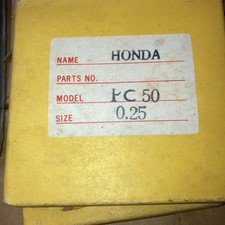 NAME HONDA
PARTS NO.
MODEL PC 50
SIZE 0.25